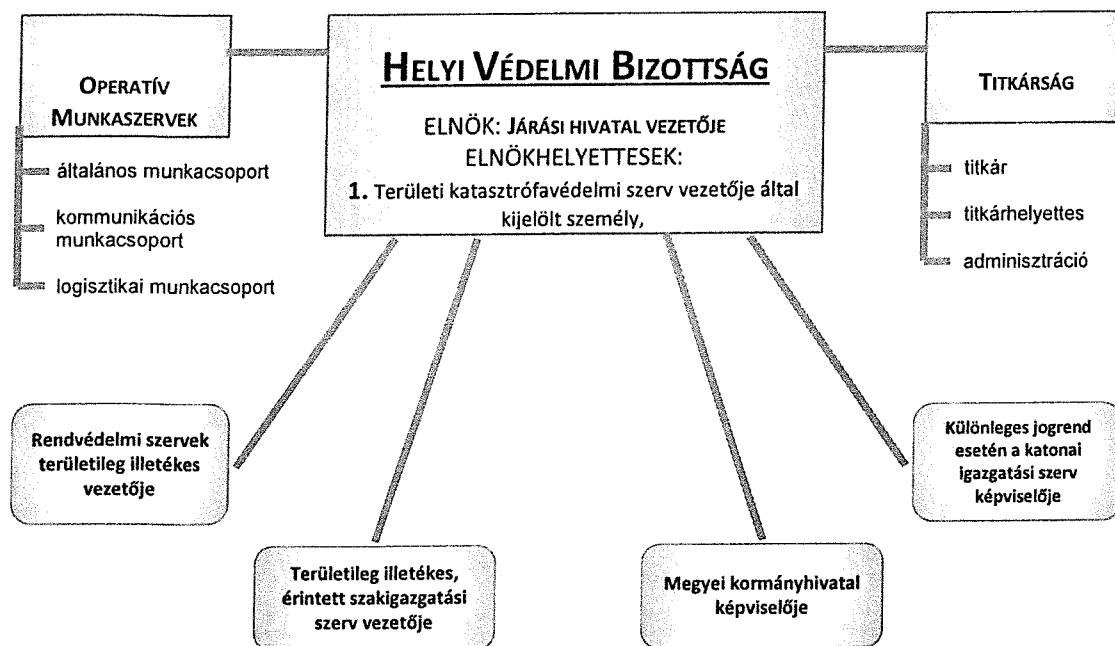 OPERATÍV
MUNKASZERVEK
általános munkacsoport
kommunikációs
munkacsoport
logisztikai munkacsoport
HELYI VÉDELMI BIZOTTSÁG
ELNÖK: JÁRÁSI HIVATAL VEZETŐJE
ELNÖKHELYETTESEK:
1. Területi katasztrófavédelmi szerv vezetője által
kijelölt személy,
TITKÁRSÁG
titkár
titkárhelyettes
adminisztráció
Rendvédelmi szervek
területileg illetékes
vezetője
Területileg illetékes,
érintett szakigazgatási
szerv vezetője
Megyei kormányhivatal
képviselője
Különleges jogrend
esetén a katonai
igazgatási szerv
képviselője